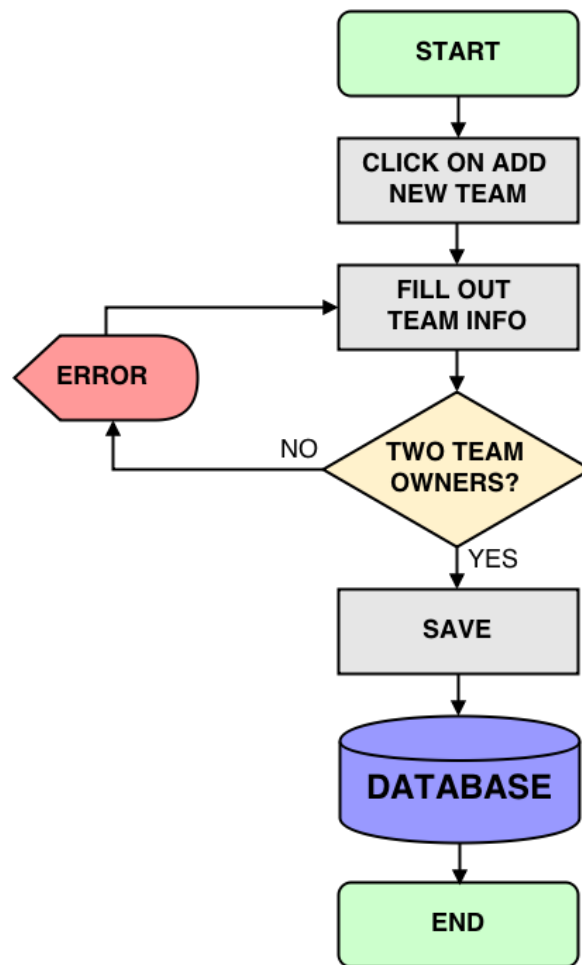 START
CLICK ON ADD
NEW TEAM
FILL OUT
TEAM INFO
ERROR
NO
TWO TEAM
OWNERS?
YES
SAVE
DATABASE
END